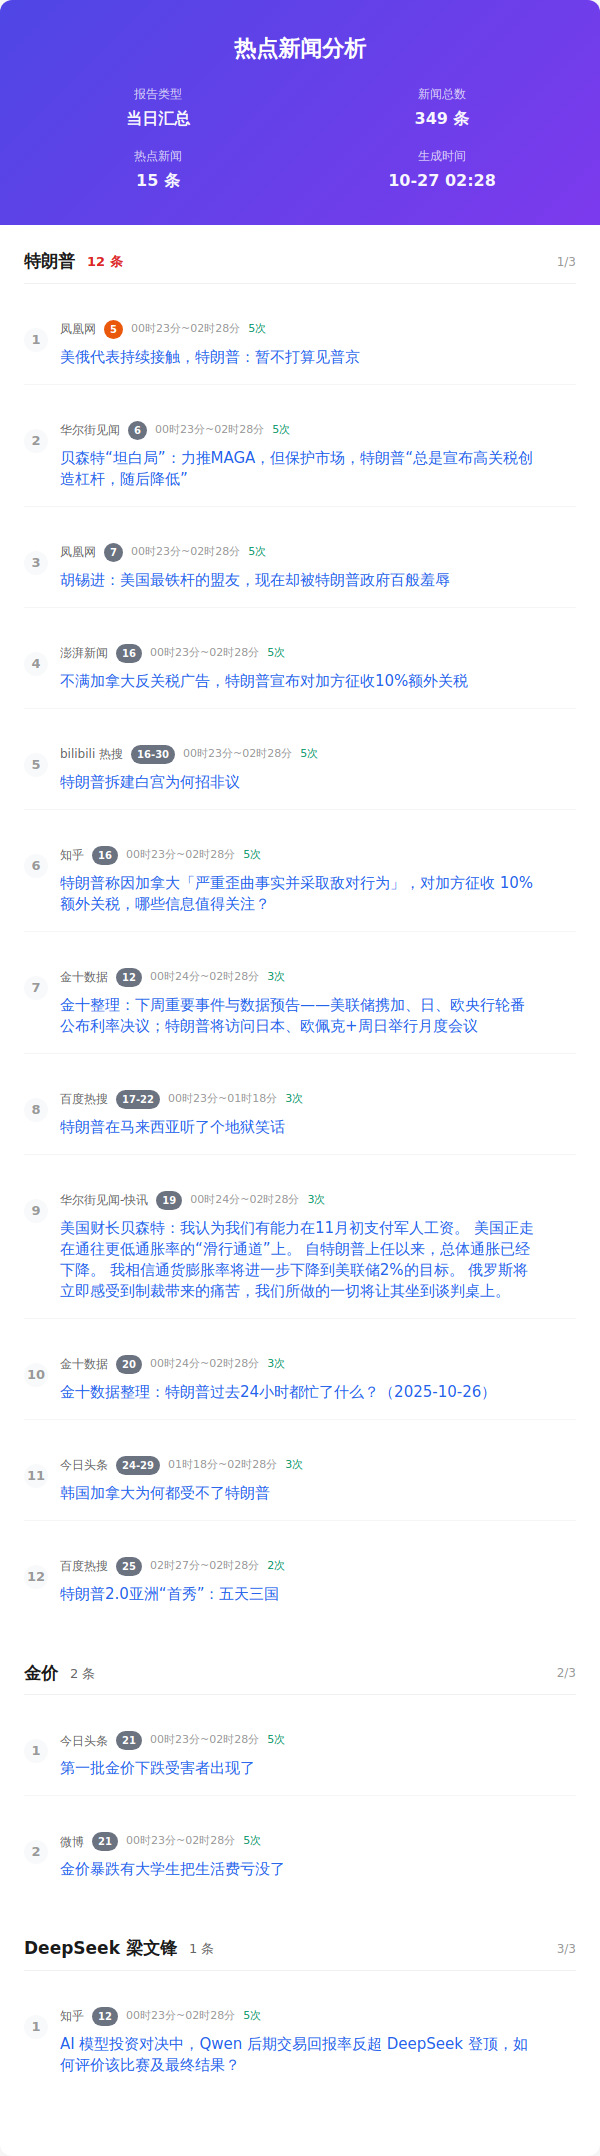 热点新闻分析
报告类型
新闻总数
当日汇总
349 条
热点新闻
生成时间
15 条
10-27 02:28
特朗普 12 条 1/3
1
凤凰网 5 00时23分~02时28分 5次
美俄代表持续接触，特朗普：暂不打算见普京
2
华尔街见闻 6 00时23分~02时28分 5次
贝森特“坦白局”：力推MAGA，但保护市场，特朗普“总是宣布高关税创
造杠杆，随后降低”
3
凤凰网 7 00时23分~02时28分 5次
胡锡进：美国最铁杆的盟友，现在却被特朗普政府百般羞辱
4
澎湃新闻 16 00时23分~02时28分 5次
不满加拿大反关税广告，特朗普宣布对加方征收10%额外关税
5
bilibili 热搜 16-30 00时23分~02时28分 5次
特朗普拆建白宫为何招非议
6
知乎 16 00时23分~02时28分 5次
特朗普称因加拿大「严重歪曲事实并采取敌对行为」，对加方征收 10%
额外关税，哪些信息值得关注？
7
金十数据 12 00时24分~02时28分 3次
金十整理：下周重要事件与数据预告——美联储携加、日、欧央行轮番
公布利率决议；特朗普将访问日本、欧佩克+周日举行月度会议
8
百度热搜 17-22 00时23分~01时18分 3次
特朗普在马来西亚听了个地狱笑话
9
华尔街见闻-快讯 19 00时24分~02时28分 3次
美国财长贝森特：我认为我们有能力在11月初支付军人工资。 美国正走
在通往更低通胀率的“滑行通道”上。 自特朗普上任以来，总体通胀已经
下降。 我相信通货膨胀率将进一步下降到美联储2%的目标。 俄罗斯将
立即感受到制裁带来的痛苦，我们所做的一切将让其坐到谈判桌上。
10
金十数据 20 00时24分~02时28分 3次
金十数据整理：特朗普过去24小时都忙了什么？（2025-10-26）
11
今日头条 24-29 01时18分~02时28分 3次
韩国加拿大为何都受不了特朗普
12
百度热搜 25 02时27分~02时28分 2次
特朗普2.0亚洲“首秀”：五天三国
金价 2 条 2/3
1
今日头条 21 00时23分~02时28分 5次
第一批金价下跌受害者出现了
2
微博 21 00时23分~02时28分 5次
金价暴跌有大学生把生活费亏没了
DeepSeek 梁文锋 1 条 3/3
1
知乎 12 00时23分~02时28分 5次
AI 模型投资对决中，Qwen 后期交易回报率反超 DeepSeek 登顶，如
何评价该比赛及最终结果？